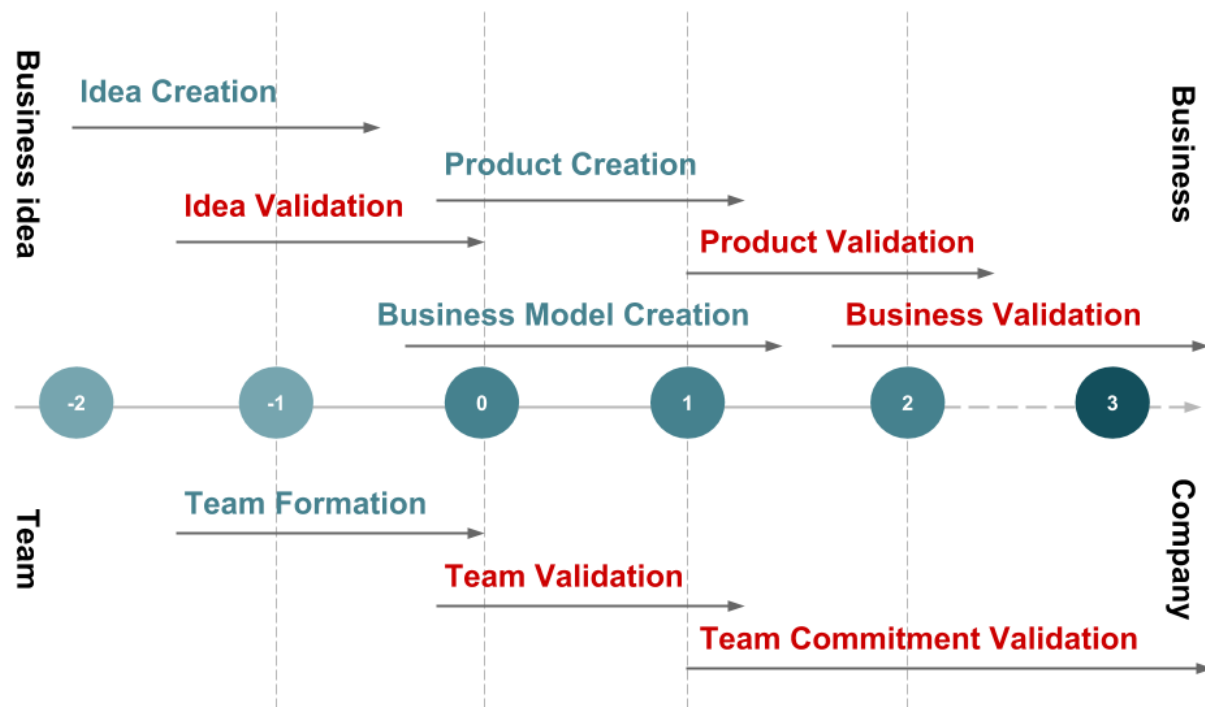 Business idea
Business
Idea Creation
Product Creation
Idea Validation
Product Validation
Business Model Creation
Business Validation
-2
-1
0
1
2
3
Team
Company
Team Formation
Team Validation
Team Commitment Validation